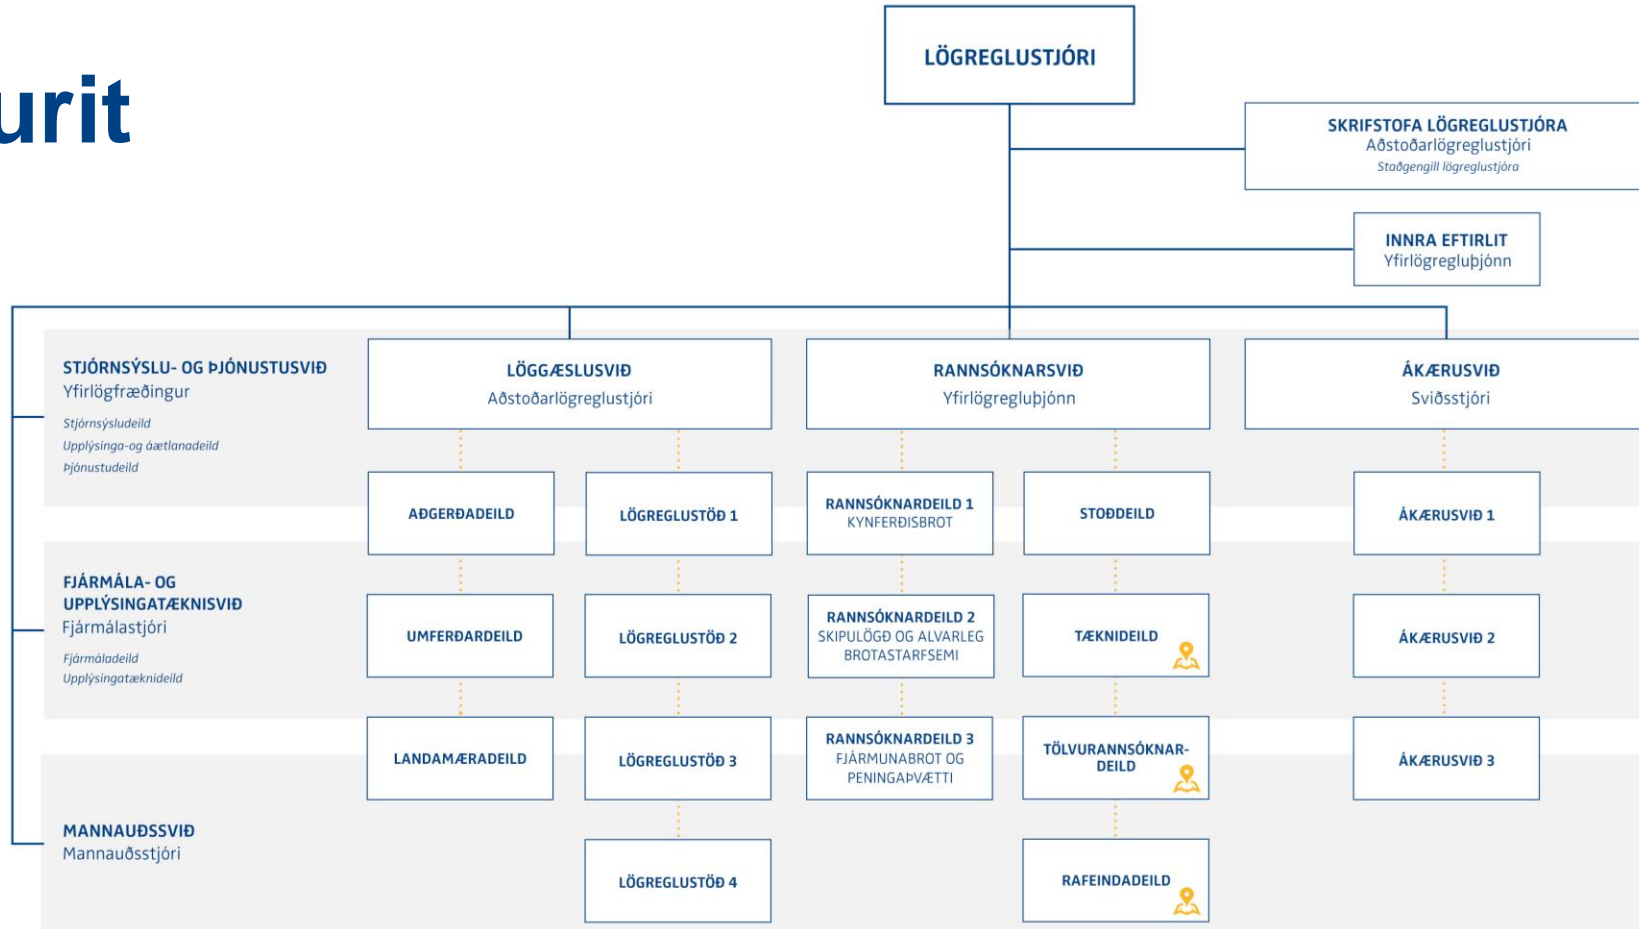 urit
LÖGREGLUSTJÓRI
SKRIFSTOFA LÖGREGLUSTJÓRA
Aðstoðarlögreglustjóri
Staðgengill lögreglustjóra
INNRA EFTIRLIT
Yfirlögregluþjónn
STJÓRNSÝSLU- OG ÞJÓNUSTUSVIÐ
Yfirlögfræðingur
Stjórnsýsludeild
Upplýsinga-og áætlanadeild
Þjónustudeild
LÖGGÆSLUSVIÐ
Aðstoðarlögreglustjóri
RANNSÓKNARSVIÐ
Yfirlögregluþjónn
ÁKÆRUSVIÐ
Sviðsstjóri
AÐGERÐADEILD
LÖGREGLUSTÖÐ 1
RANNSÓKNARDEILD 1
KYNFERÐISBROT
STOÐDEILD
ÁKÆRUSVIÐ 1
FJÁRMÁLA- OG
UPPLÝSINGATÆKNISVIÐ
Fjármálastjóri
Fjármáladeild
Upplýsingatæknideild
UMFERÐARDEILD
LÖGREGLUSTÖÐ 2
RANNSÓKNARDEILD 2
SKIPULÖGÐ OG ALVARLEG
BROTASTARFSEMI
TÆKNIDEILD
ÁKÆRUSVIÐ 2
LANDAMÆRADEILD
LÖGREGLUSTÖÐ 3
RANNSÓKNARDEILD 3
FJÁRMUNABROT OG
PENINGAÞVÆTTI
TÖLVURANNSÓKNAR-
DEILD
ÁKÆRUSVIÐ 3
MANNAUÐSSVIÐ
Mannauðsstjóri
LÖGREGLUSTÖÐ 4
RAFEINDADEILD